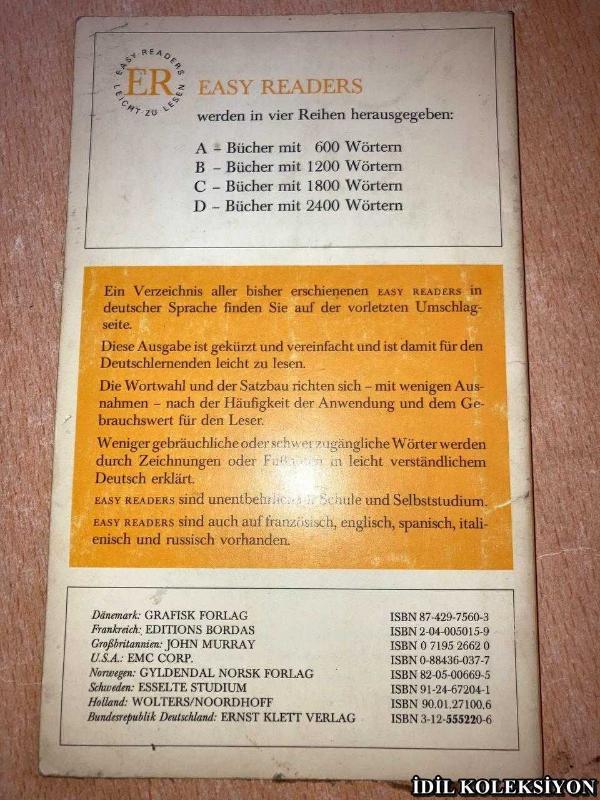 EASY READERS
ER
LEICHT ZU LESEN
EASY READERS
werden in vier Reihen herausgegeben:
A – Bücher mit 600 Wörtern
B – Bücher mit 1200 Wörtern
C – Bücher mit 1800 Wörtern
D – Bücher mit 2400 Wörtern
Ein Verzeichnis aller bisher erschienenen EASY READERS in
deutscher Sprache finden Sie auf der vorletzten Umschlag-
seite.
Diese Ausgabe ist gekürzt und vereinfacht und ist damit für den
Deutschlernenden leicht zu lesen.
Die Wortwahl und der Satzbau richten sich – mit wenigen Aus-
nahmen – nach der Häufigkeit der Anwendung und dem Ge-
brauchswert für den Leser.
Weniger gebräuchliche oder schwer zugängliche Wörter werden
durch Zeichnungen oder in leicht verständlichem
Deutsch erklärt.
EASY READERS sind Schule und Selbststudium.
EASY READERS sind auch auf französisch, englisch, spanisch, itali-
enisch und russisch vorhanden.
Dänemark: GRAFISK FORLAG ISBN 87-429-7560-3
Frankreich: EDITIONS BORDAS ISBN 2-04-005015-9
Großbritannien: JOHN MURRAY ISBN 0 7195 2662 0
U.S.A.: EMC CORP. ISBN 0-88436-037-7
Norwegen: GYLDENDAL NORSK FORLAG ISBN 82-05-00669-5
Schweden: ESSELTE STUDIUM ISBN 91-24-67204-1
Holland: WOLTERS/NOORDHOFF ISBN 90.01.27100.6
Bundesrepublik Deutschland: ERNST KLETT VERLAG ISBN 3-12-555220-6
İDİL KOLEKSİYON